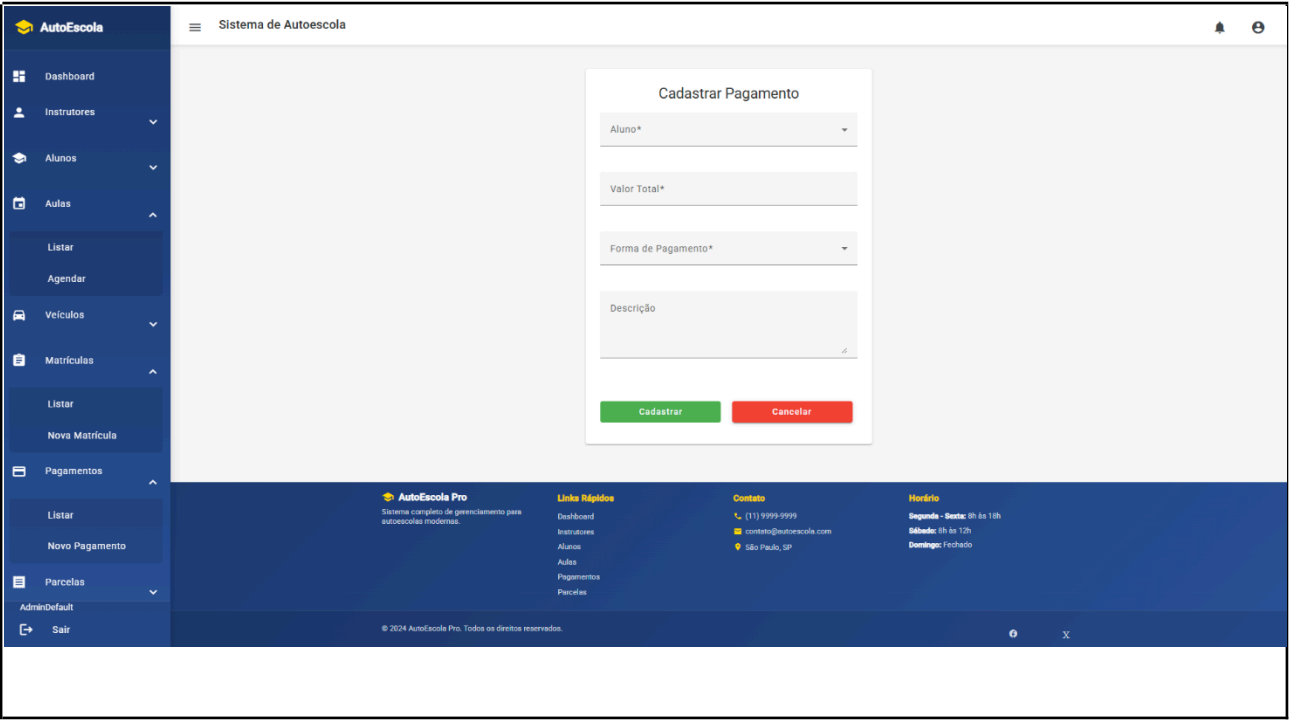 AutoEscola
Sistema de Autoescola
Dashboard
Instrutores
Alunos
Aulas
Listar
Agendar
Veículos
Matrículas
Listar
Nova Matrícula
Pagamentos
Listar
Novo Pagamento
Parcelas
AdminDefault
Sair
Cadastrar Pagamento
Aluno*
Valor Total*
Forma de Pagamento*
Descrição
Cadastrar
Cancelar
AutoEscola Pro
Sistema completo de gerenciamento para
autoescolas modernas.
Links Rápidos
Dashboard
Instrutores
Alunos
Aulas
Pagamentos
Parcelas
Contato
(11) 9999-9999
contato@autoescola.com
São Paulo, SP
Horário
Segunda - Sexta: 8h às 18h
Sábado: 8h às 12h
Domingo: Fechado
© 2024 AutoEscola Pro. Todos os direitos reservados.
X